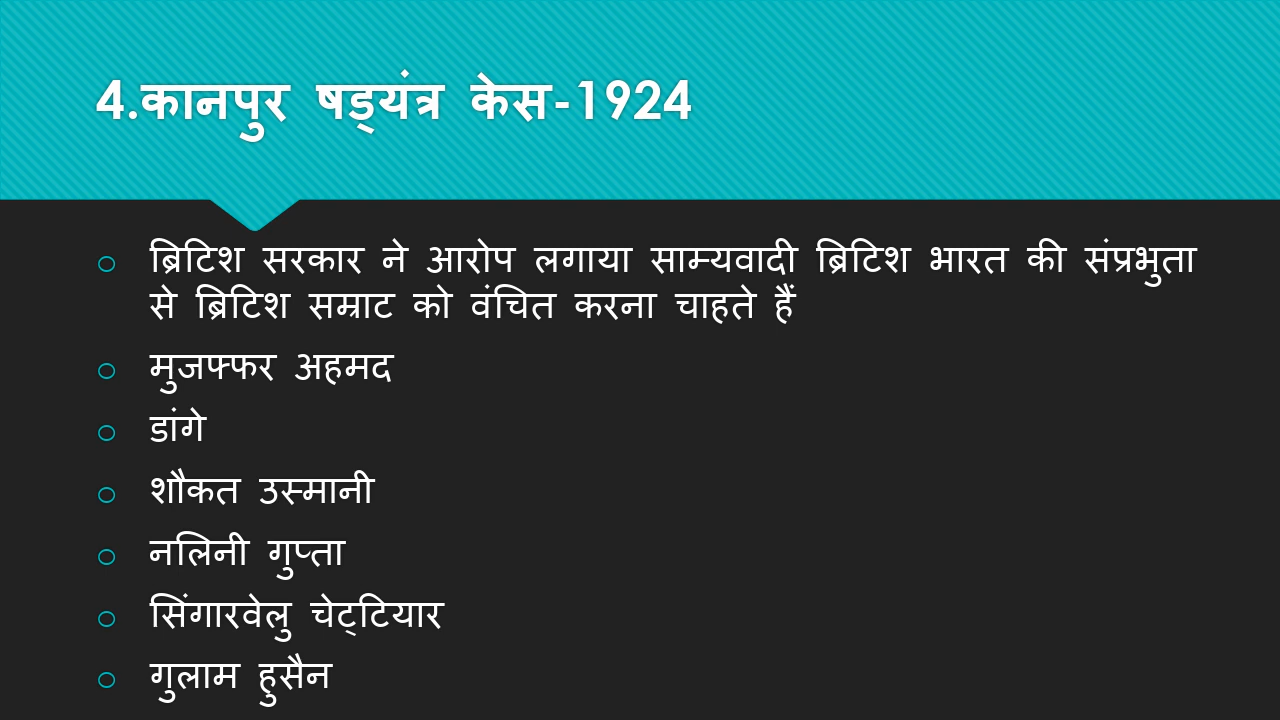 4.कानपुर षड्यंत्र केस-1924
ब्रिटिश सरकार ने आरोप लगाया साम्यवादी ब्रिटिश भारत की संप्रभुता
से ब्रिटिश सम्राट को वंचित करना चाहते हैं
मुजफ्फर अहमद
डांगे
शौकत उस्मानी
नलिनी गुप्ता
सिंगारवेलु चेट्टियार
गुलाम हुसैन